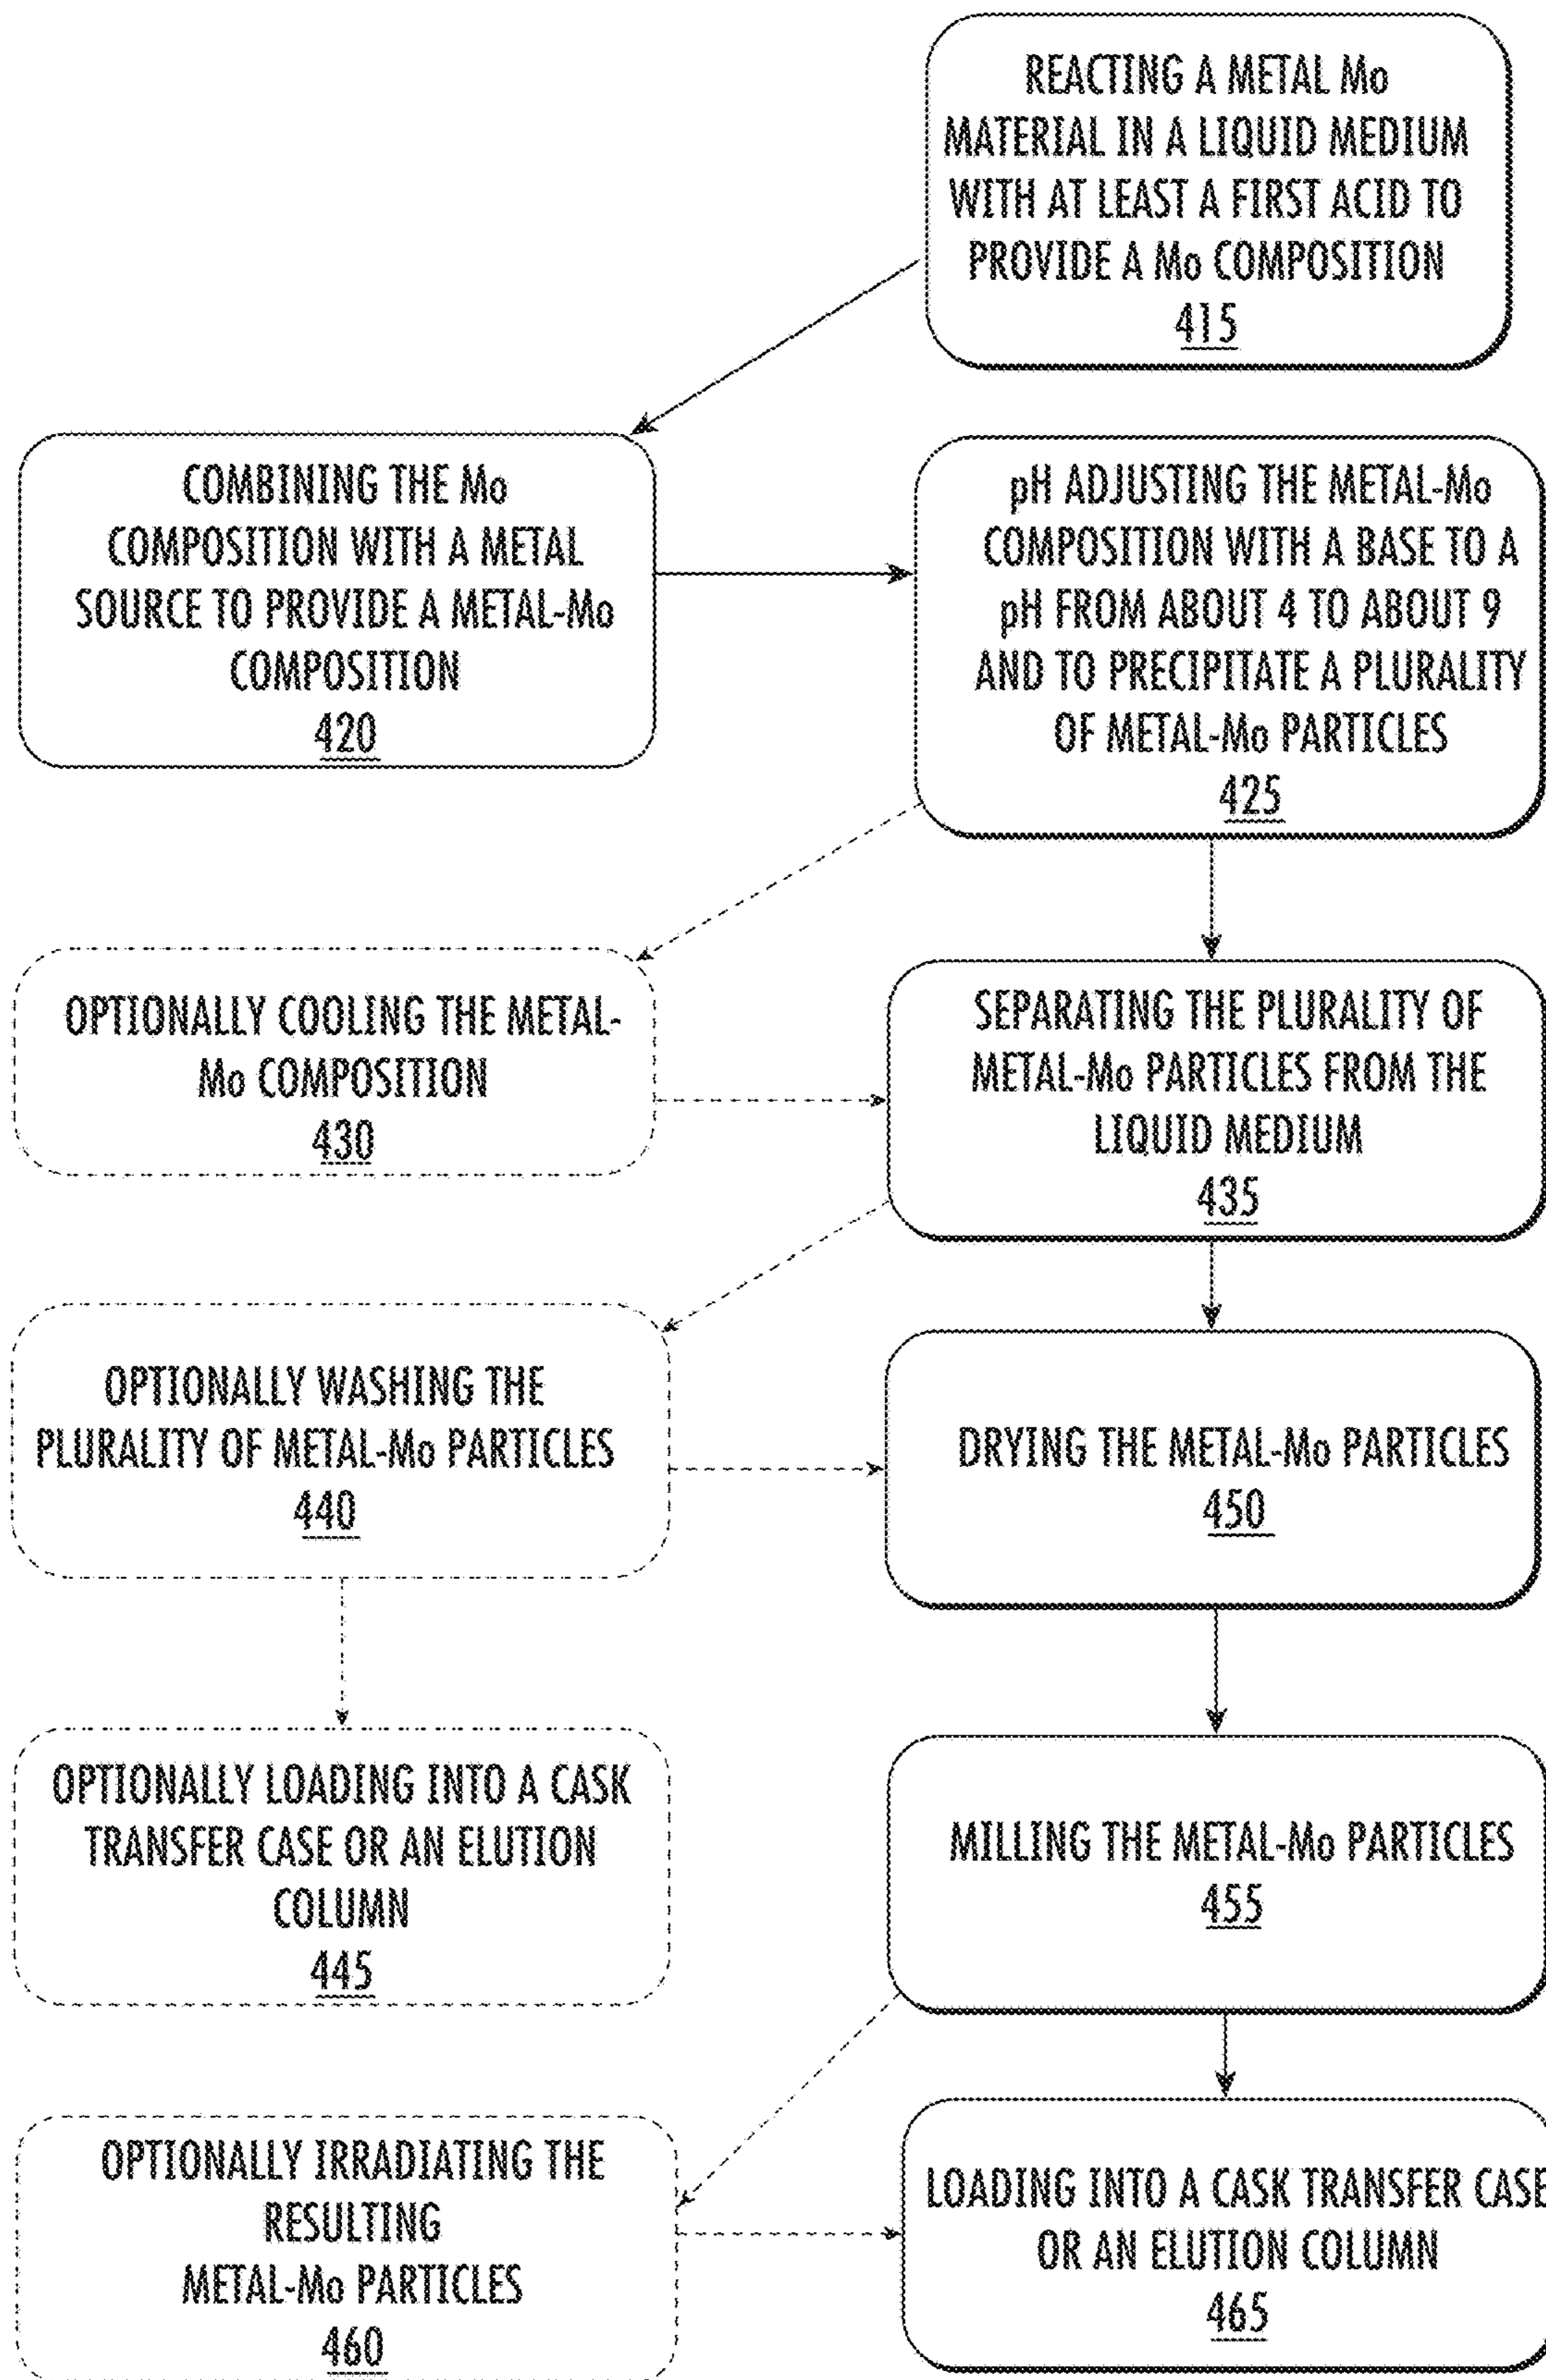 REACTING A METAL Mo
MATERIAL IN A LIQUID MEDIUM
WITH AT LEAST A FIRST ACID TO
PROVIDE A Mo COMPOSITION
415
COMBINING THE Mo
COMPOSITION WITH A METAL
SOURCE TO PROVIDE A METAL-Mo
COMPOSITION
420
pH ADJUSTING THE METAL-Mo
COMPOSITION WITH A BASE TO A
pH FROM ABOUT 4 TO ABOUT 9
AND TO PRECIPITATE A PLURALITY
OF METAL-Mo PARTICLES
425
OPTIONALLY COOLING THE METAL-
Mo COMPOSITION
430
SEPARATING THE PLURALITY OF
METAL-Mo PARTICLES FROM THE
LIQUID MEDIUM
435
OPTIONALLY WASHING THE
PLURALITY OF METAL-Mo PARTICLES
440
DRYING THE METAL-Mo PARTICLES
450
OPTIONALLY LOADING INTO A CASK
TRANSFER CASE OR AN ELUTION
COLUMN
445
MILLING THE METAL-Mo PARTICLES
455
OPTIONALLY IRRADIATING THE
RESULTING
METAL-Mo PARTICLES
460
LOADING INTO A CASK TRANSFER CASE
OR AN ELUTION COLUMN
465